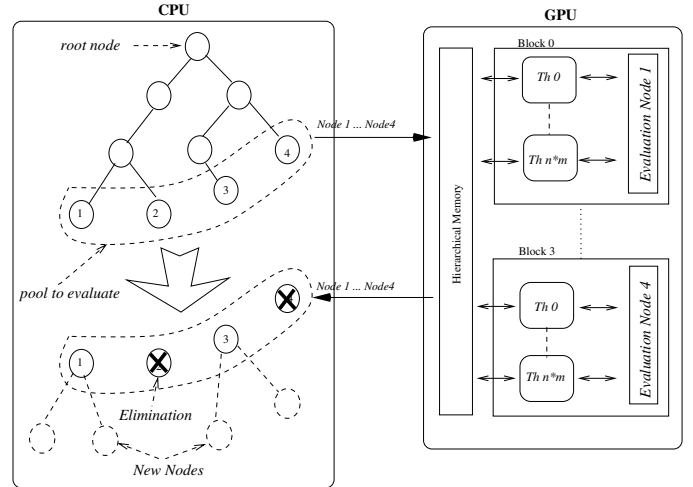 CPU
GPU
root node
Node 1 ... Node4
4
3
1
2
pool to evaluate
Node 1 ... Node4
1
3
Elimination
New Nodes
Hierarchical Memory
Block 0
Th 0
Th n*m
Evaluation Node 1
Block 3
Th 0
Th n*m
Evaluation Node 4